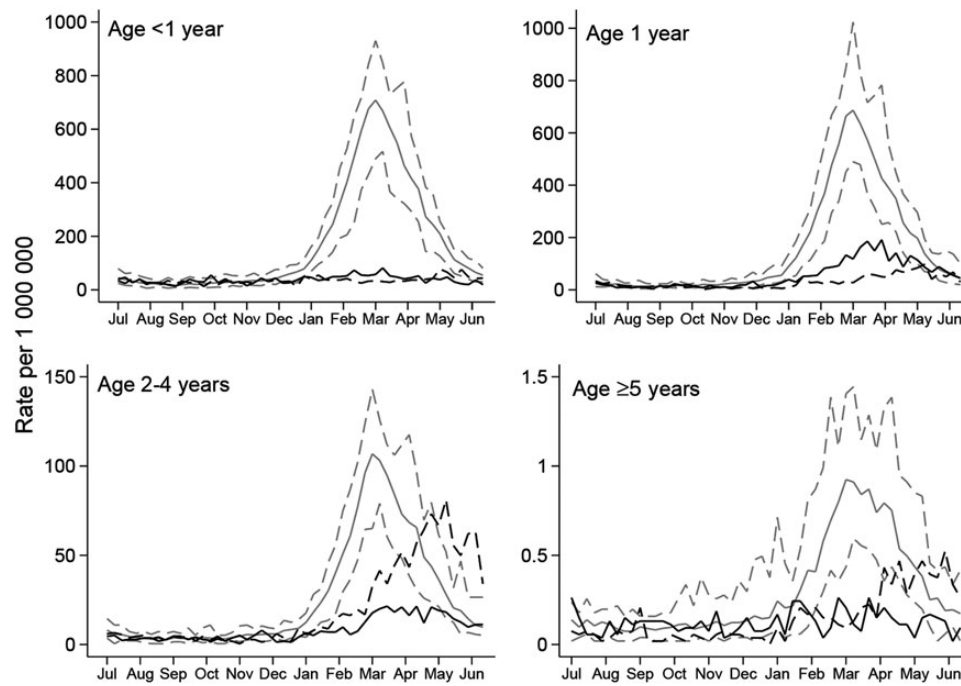 Rate per 1 000 000
Age <1 year
1000
800
600
400
200
0
Jul Aug Sep Oct Nov Dec Jan Feb Mar Apr May Jun
Age 1 year
1000
800
600
400
200
0
Jul Aug Sep Oct Nov Dec Jan Feb Mar Apr May Jun
Age 2-4 years
150
100
50
0
Jul Aug Sep Oct Nov Dec Jan Feb Mar Apr May Jun
Age ≥5 years
1.5
1
0.5
0
Jul Aug Sep Oct Nov Dec Jan Feb Mar Apr May Jun